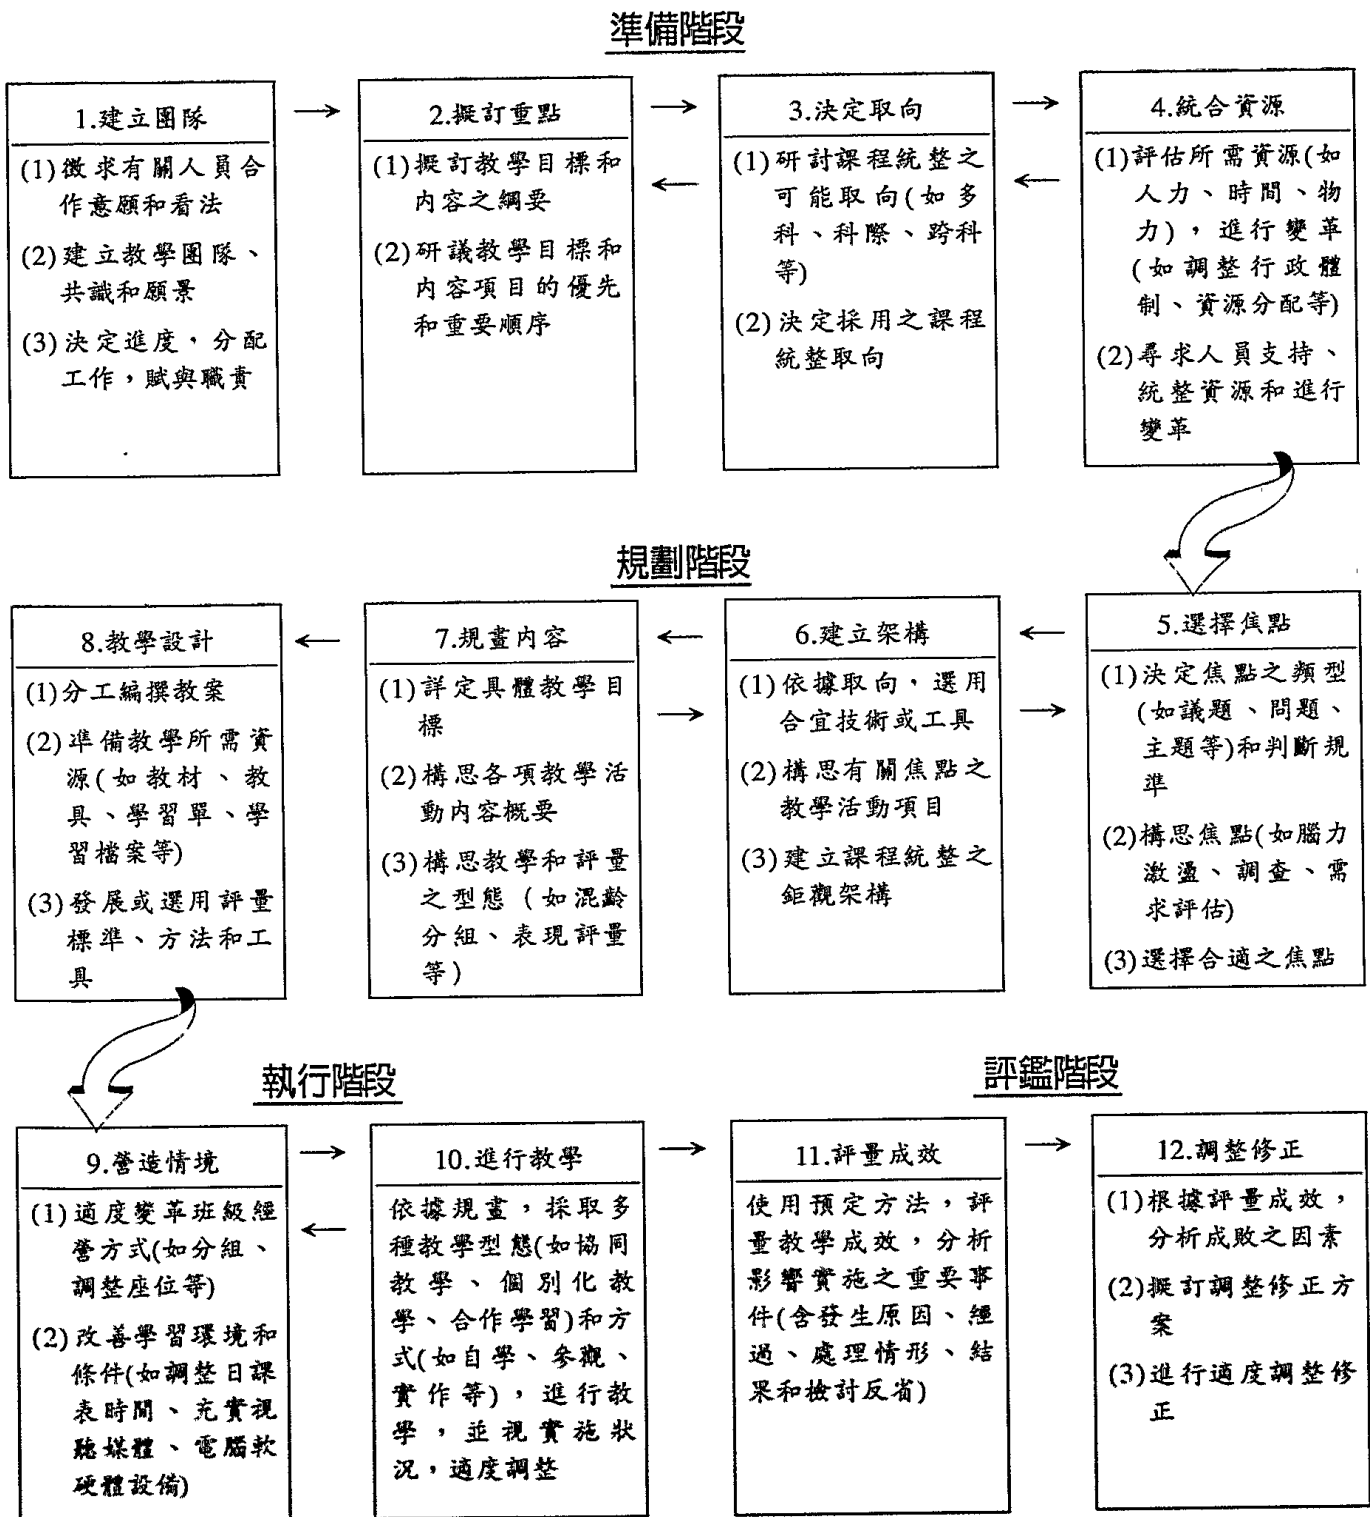 準備階段
1.建立團隊
(1)徵求有關人員合
作意願和看法
(2)建立教學團隊、
共識和願景
(3)決定進度，分配
工作，賦與職責
2.擬訂重點
(1)擬訂教學目標和
內容之綱要
(2)研議教學目標和
內容項目的優先
和重要順序
3.決定取向
(1)研討課程統整之
可能取向(如多
科、科際、跨科
等)
(2)決定採用之課程
統整取向
4.統合資源
(1)評估所需資源(如
人力、時間、物
力)，進行變革
(如調整行政體
制、資源分配等)
(2)尋求人員支持、
統整資源和進行
變革
規劃階段
8.教學設計
(1)分工編撰教案
(2)準備教學所需資
源(如教材、教
具、學習單、學
習檔案等)
(3)發展或選用評量
標準、方法和工
具
7.規畫內容
(1)詳定具體教學目
標
(2)構思各項教學活
動內容概要
(3)構思教學和評量
之型態（如混齡
分組、表現評量
等）
6.建立架構
(1)依據取向，選用
合宜技術或工具
(2)構思有關焦點之
教學活動項目
(3)建立課程統整之
鉅觀架構
5.選擇焦點
(1)決定焦點之類型
(如議題、問題、
主題等)和判斷規
準
(2)構思焦點(如腦力
激盪、調查、需
求評估)
(3)選擇合適之焦點
執行階段
評鑑階段
9.營造情境
(1)適度變革班級經
營方式(如分組、
調整座位等)
(2)改善學習環境和
條件(如調整日課
表時間、充實視
聽媒體、電腦軟
硬體設備)
10.進行教學
依據規畫，採取多
種教學型態(如協同
教學、個別化教
學、合作學習)和方
式(如自學、參觀、
實作等)，進行教
學，並視實施狀
況，適度調整
11.評量成效
使用預定方法，評
量教學成效，分析
影響實施之重要事
件(含發生原因、經
過、處理情形、結
果和檢討反省)
12.調整修正
(1)根據評量成效，
分析成敗之因素
(2)擬訂調整修正方
案
(3)進行適度調整修
正